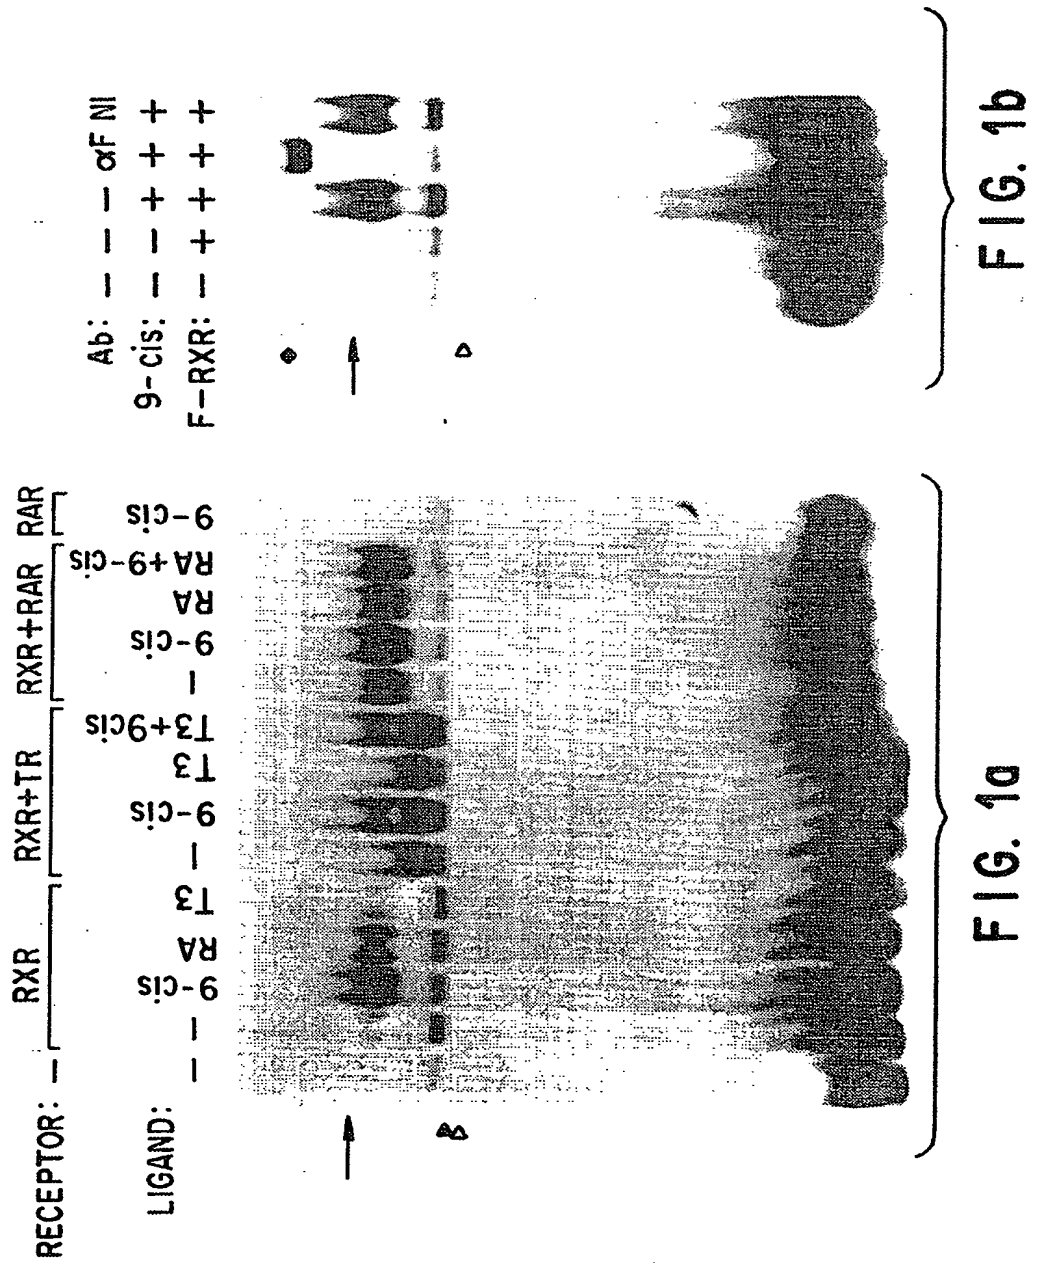 RECEPTOR: — RXR RXR+TR RXR+RAR RAR
LIGAND: — — 9-cis RA T3 — 9-cis T3 T3+9cis — 9-cis RA RA+9-cis 9-cis
FIG. 1a
Ab: — — — αF NI
9-cis: — — + + +
F-RXR: — + + + +
FIG. 1b